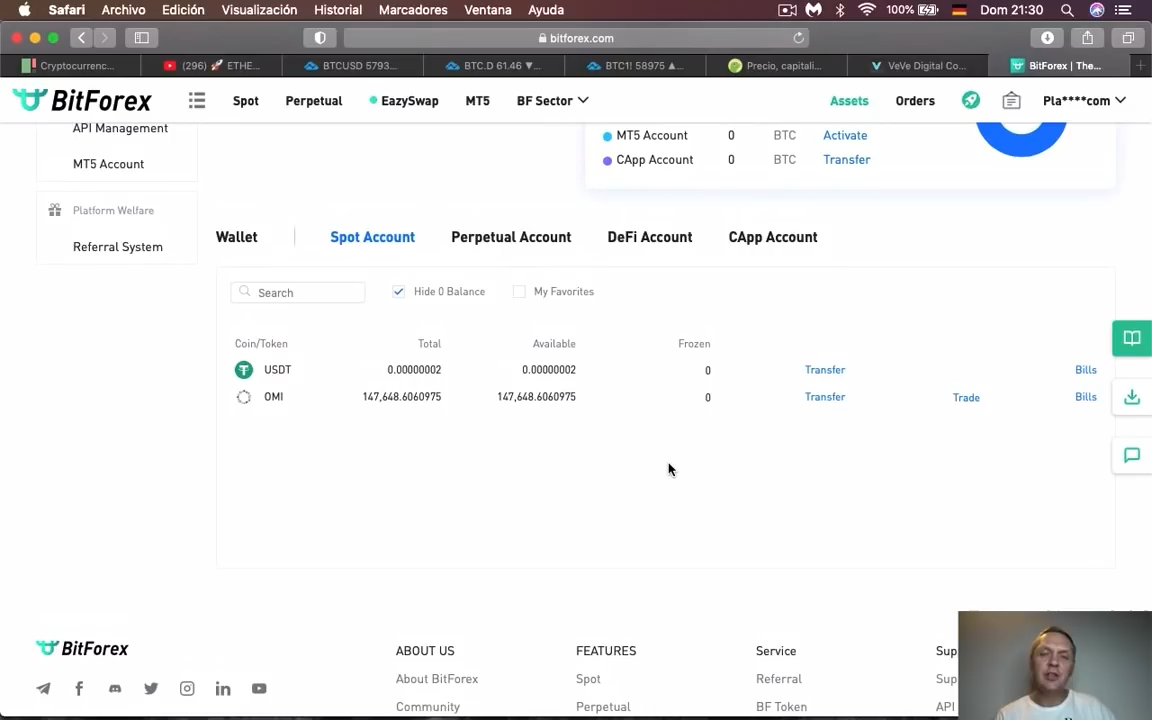 Safari Archivo Edición Visualización Historial Marcadores Ventana Ayuda 100% Dom 21:30
bitforex.com
Cryptocurrenc... (296) 🚀 ETHE... BTCUSD 5793... BTC.D 61.46 ▼... BTC1! 58975 ▲... Precio, capitali... VeVe Digital Co... BitForex | The...
BitForex Spot Perpetual EazySwap MT5 BF Sector Assets Orders Pla****com
API Management
MT5 Account 0 BTC Activate
MT5 Account
CApp Account 0 BTC Transfer
Platform Welfare
Referral System
Wallet Spot Account Perpetual Account DeFi Account CApp Account
Search Hide 0 Balance My Favorites
Coin/Token Total Available Frozen
USDT 0.00000002 0.00000002 0 Transfer Bills
OMI 147,648.6060975 147,648.6060975 0 Transfer Trade Bills
BitForex ABOUT US FEATURES Service Sup
About BitForex Spot Referral Sup
Community Perpetual BF Token API